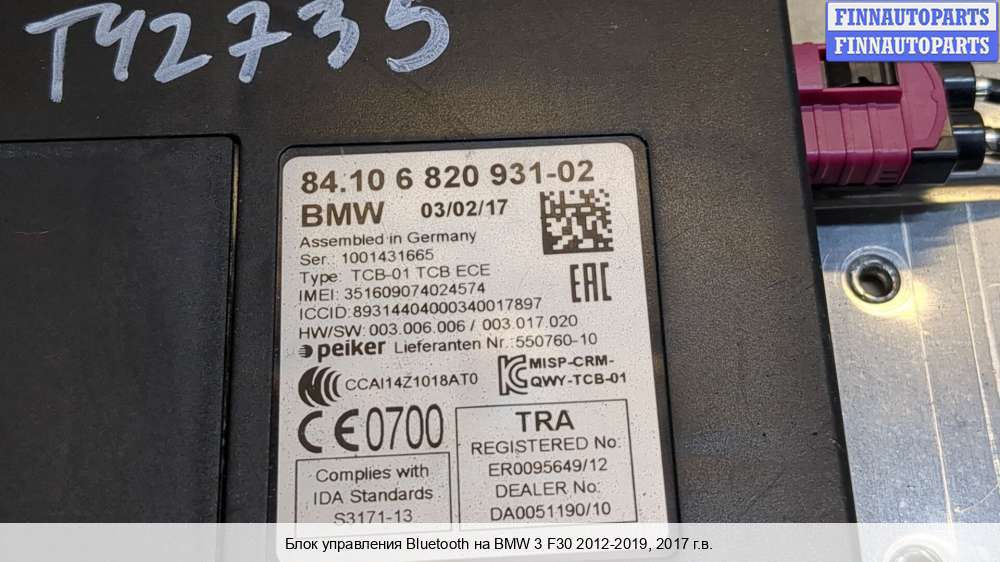 T42735
FINNAUTOPARTS
FINNAUTOPARTS
84.10 6 820 931-02
BMW 03/02/17
Assembled in Germany
Ser.: 1001431665
Type: TCB-01 TCB ECE
IMEI: 351609074024574
ICCID:89314404000340017897
HW/SW: 003.006.006 / 003.017.020
peiker Lieferanten Nr.:550760-10
CCAI14Z1018AT0
MISP-CRM-
QWY-TCB-01
CE0700
EAC
TRA
REGISTERED No:
ER0095649/12
DEALER No:
DA0051190/10
Complies with
IDA Standards
S3171-13
Блок управления Bluetooth на BMW 3 F30 2012-2019, 2017 г.в.